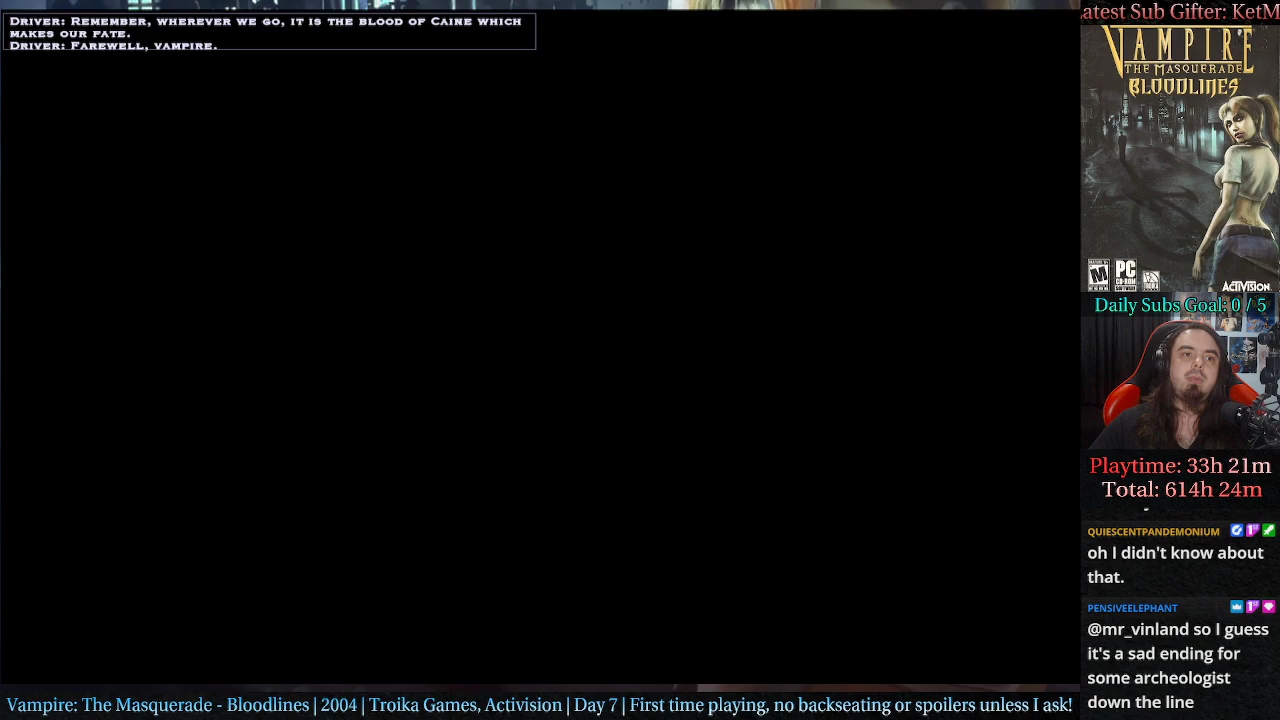 Driver: Remember, wherever we go, it is the blood of Caine which
makes our fate.
Driver: Farewell, vampire.
atest Sub Gifter: KetM
VAMPIRE
THE MASQUERADE
BLOODLINES
M
PC
CD-ROM
SOFTWARE
ACTIVISION
Daily Subs Goal: 0 / 5
Playtime: 33h 21m
Total: 614h 24m
QUIESCENTPANDEMONIUM
oh I didn't know about
that.
PENSIVEELEPHANT
@mr_vinland so I guess
it's a sad ending for
some archeologist
down the line
Vampire: The Masquerade - Bloodlines | 2004 | Troika Games, Activision | Day 7 | First time playing, no backseating or spoilers unless I ask!